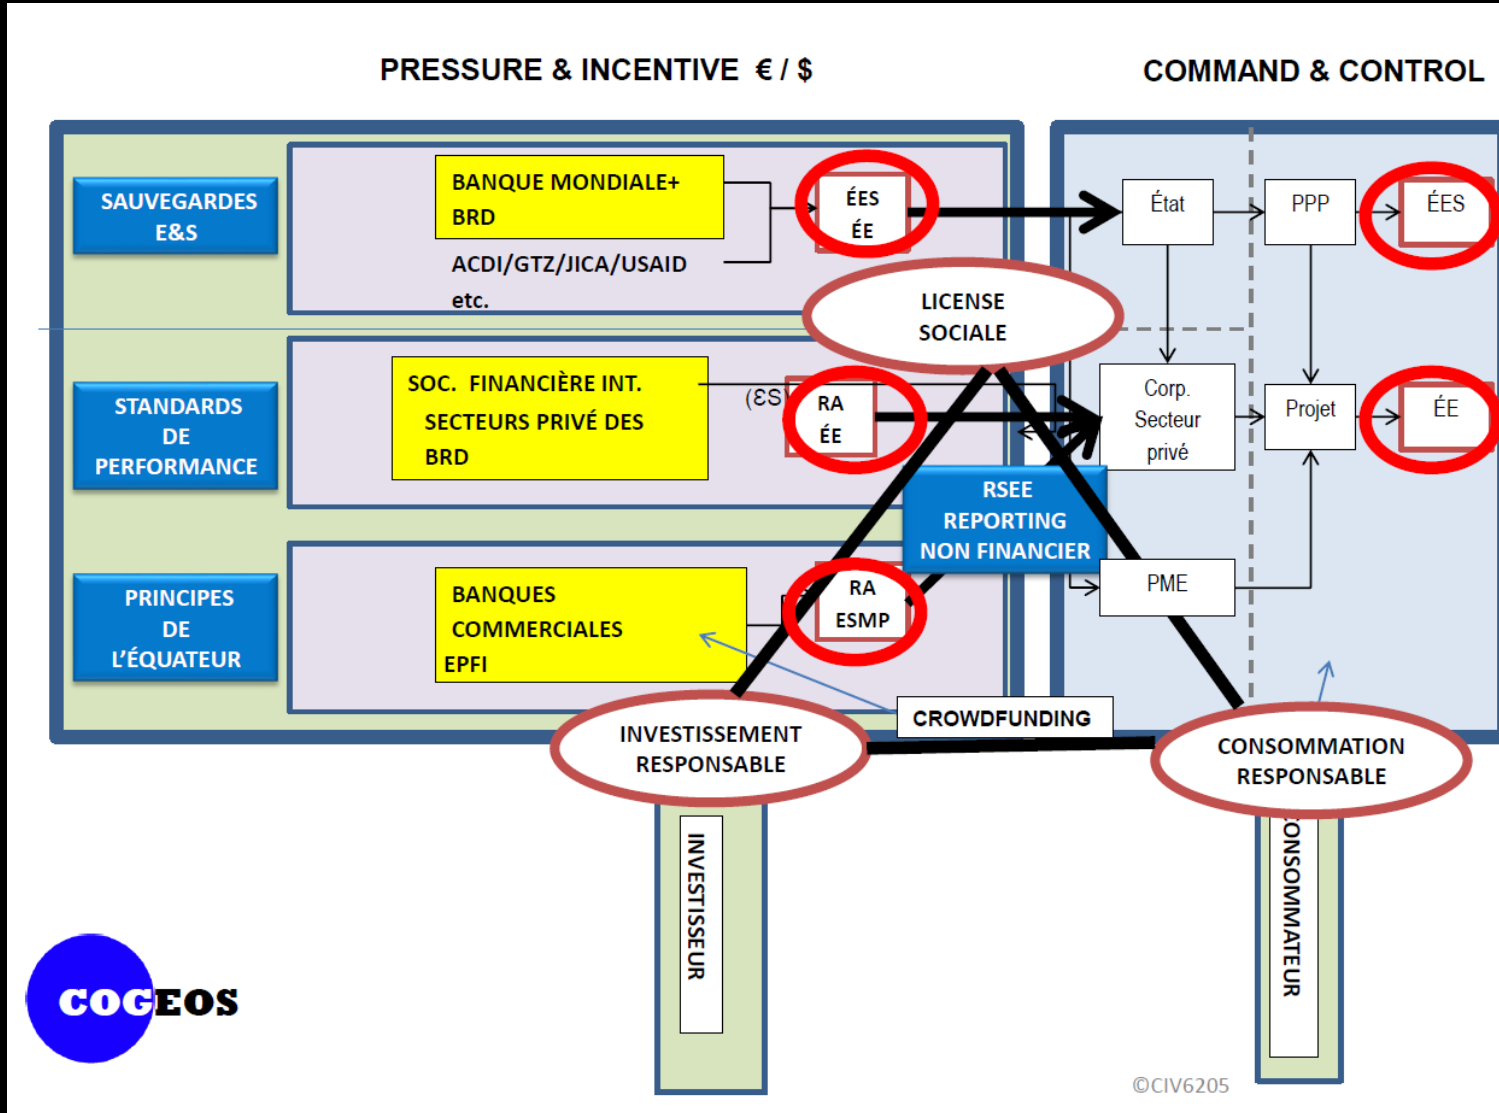 PRESSURE & INCENTIVE € / $
COMMAND & CONTROL
SAUVEGARDES
E&S
BANQUE MONDIALE+
BRD
ACDI/GTZ/JICA/USAID
etc.
ÉES
ÉE
État
PPP
ÉES
LICENSE
SOCIALE
STANDARDS
DE
PERFORMANCE
SOC. FINANCIÈRE INT.
SECTEURS PRIVÉ DES
BRD
RA
ÉE
Corp.
Secteur
privé
Projet
ÉE
RSEE
REPORTING
NON FINANCIER
PRINCIPES
DE
L'ÉQUATEUR
BANQUES
COMMERCIALES
EPFI
RA
ESMP
PME
CROWDFUNDING
INVESTISSEMENT
RESPONSABLE
CONSOMMATION
RESPONSABLE
INVESTISSEUR
CONSOMMATEUR
COGEOS
©CIV6205